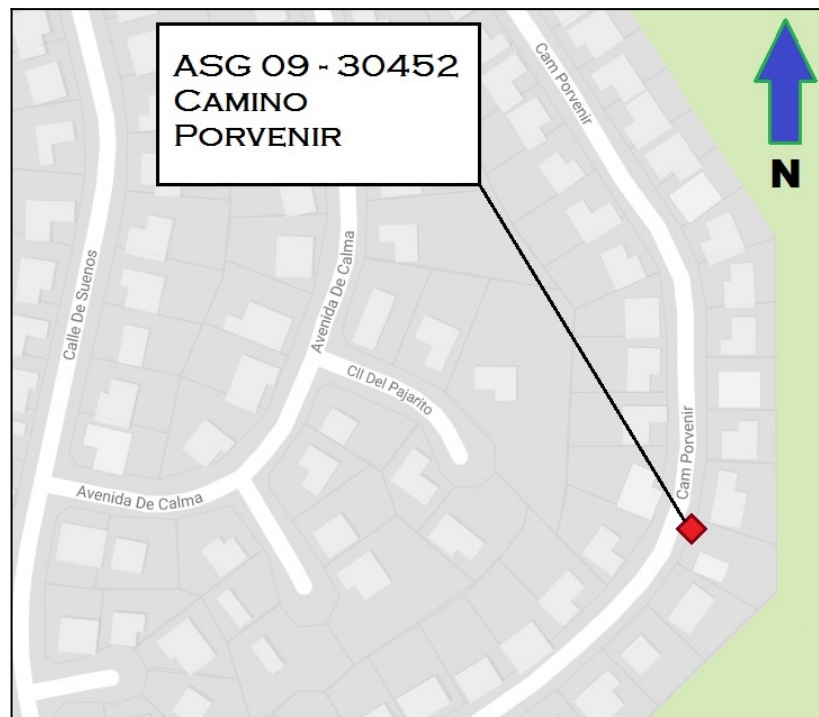 ASG 09 - 30452
CAMINO
PORVENIR
Cam Porvenir
N
Calle De Suenos
Avenida De Calma
Cll Del Pajarito
Avenida De Calma
Cam Porvenir